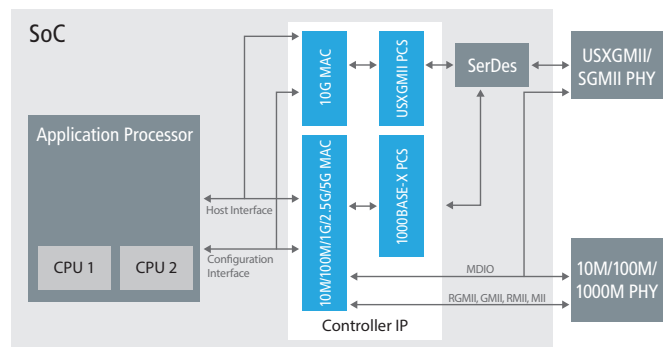 SoC
10G MAC
USXGMII PCS
SerDes
USXGMII/
SGMII PHY
Application Processor
10M/100M/1G/2.5G/5G MAC
1000BASE-X PCS
Host Interface
Configuration
Interface
CPU 1
CPU 2
MDIO
RGMII, GMII, RMII, MII
10M/100M/
1000M PHY
Controller IP